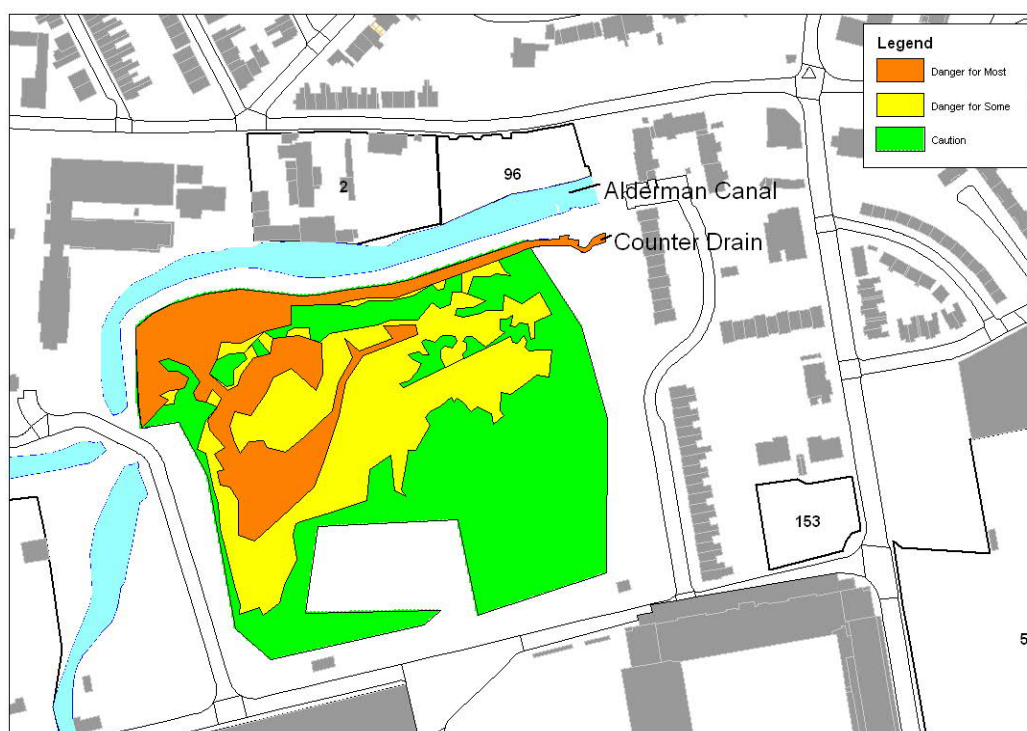 Legend
Danger for Most
Danger for Some
Caution
2
96
Alderman Canal
Counter Drain
153
5